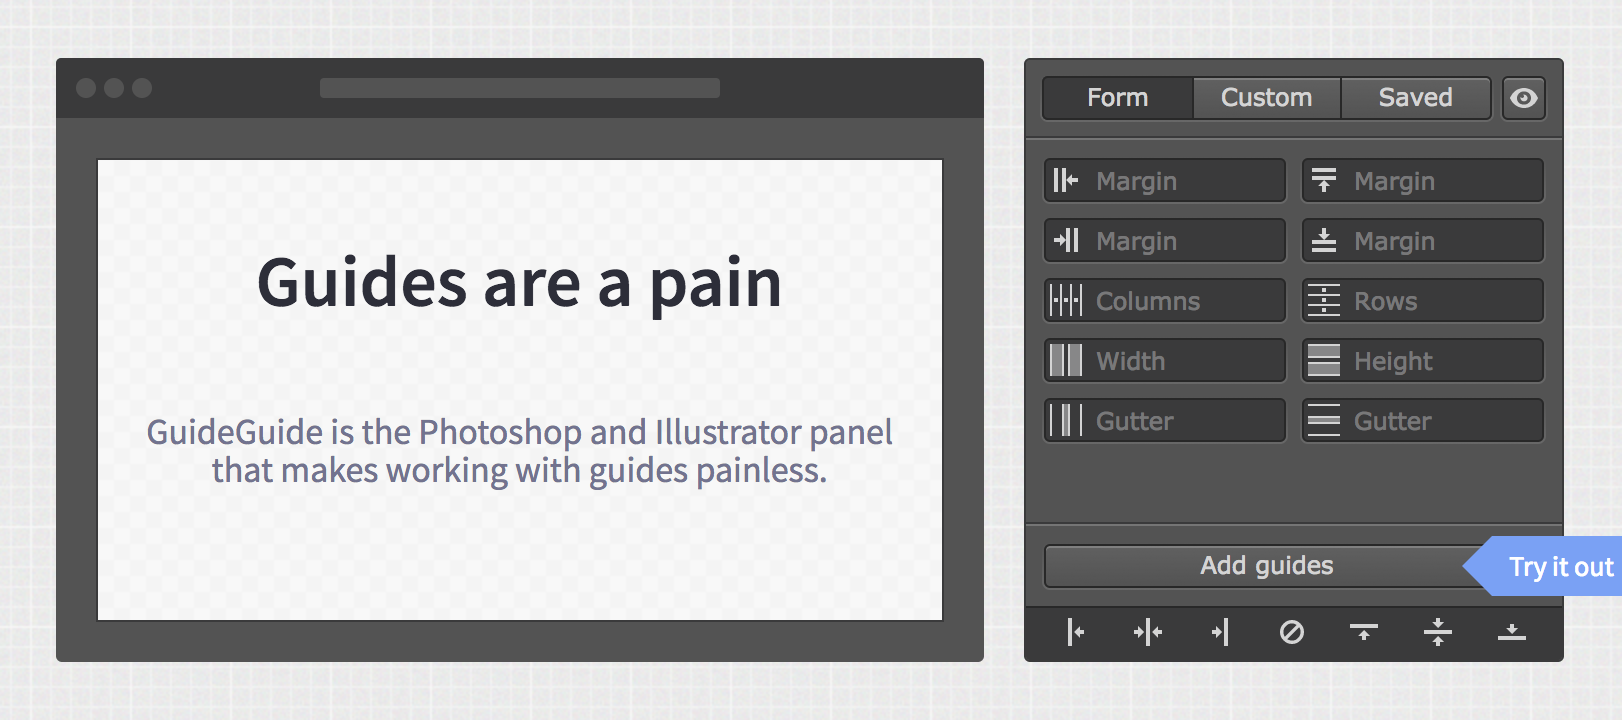 Guides are a pain
GuideGuide is the Photoshop and Illustrator panel
that makes working with guides painless.
Form Custom Saved
Margin Margin
Margin Margin
Columns Rows
Width Height
Gutter Gutter
Add guides
Try it out